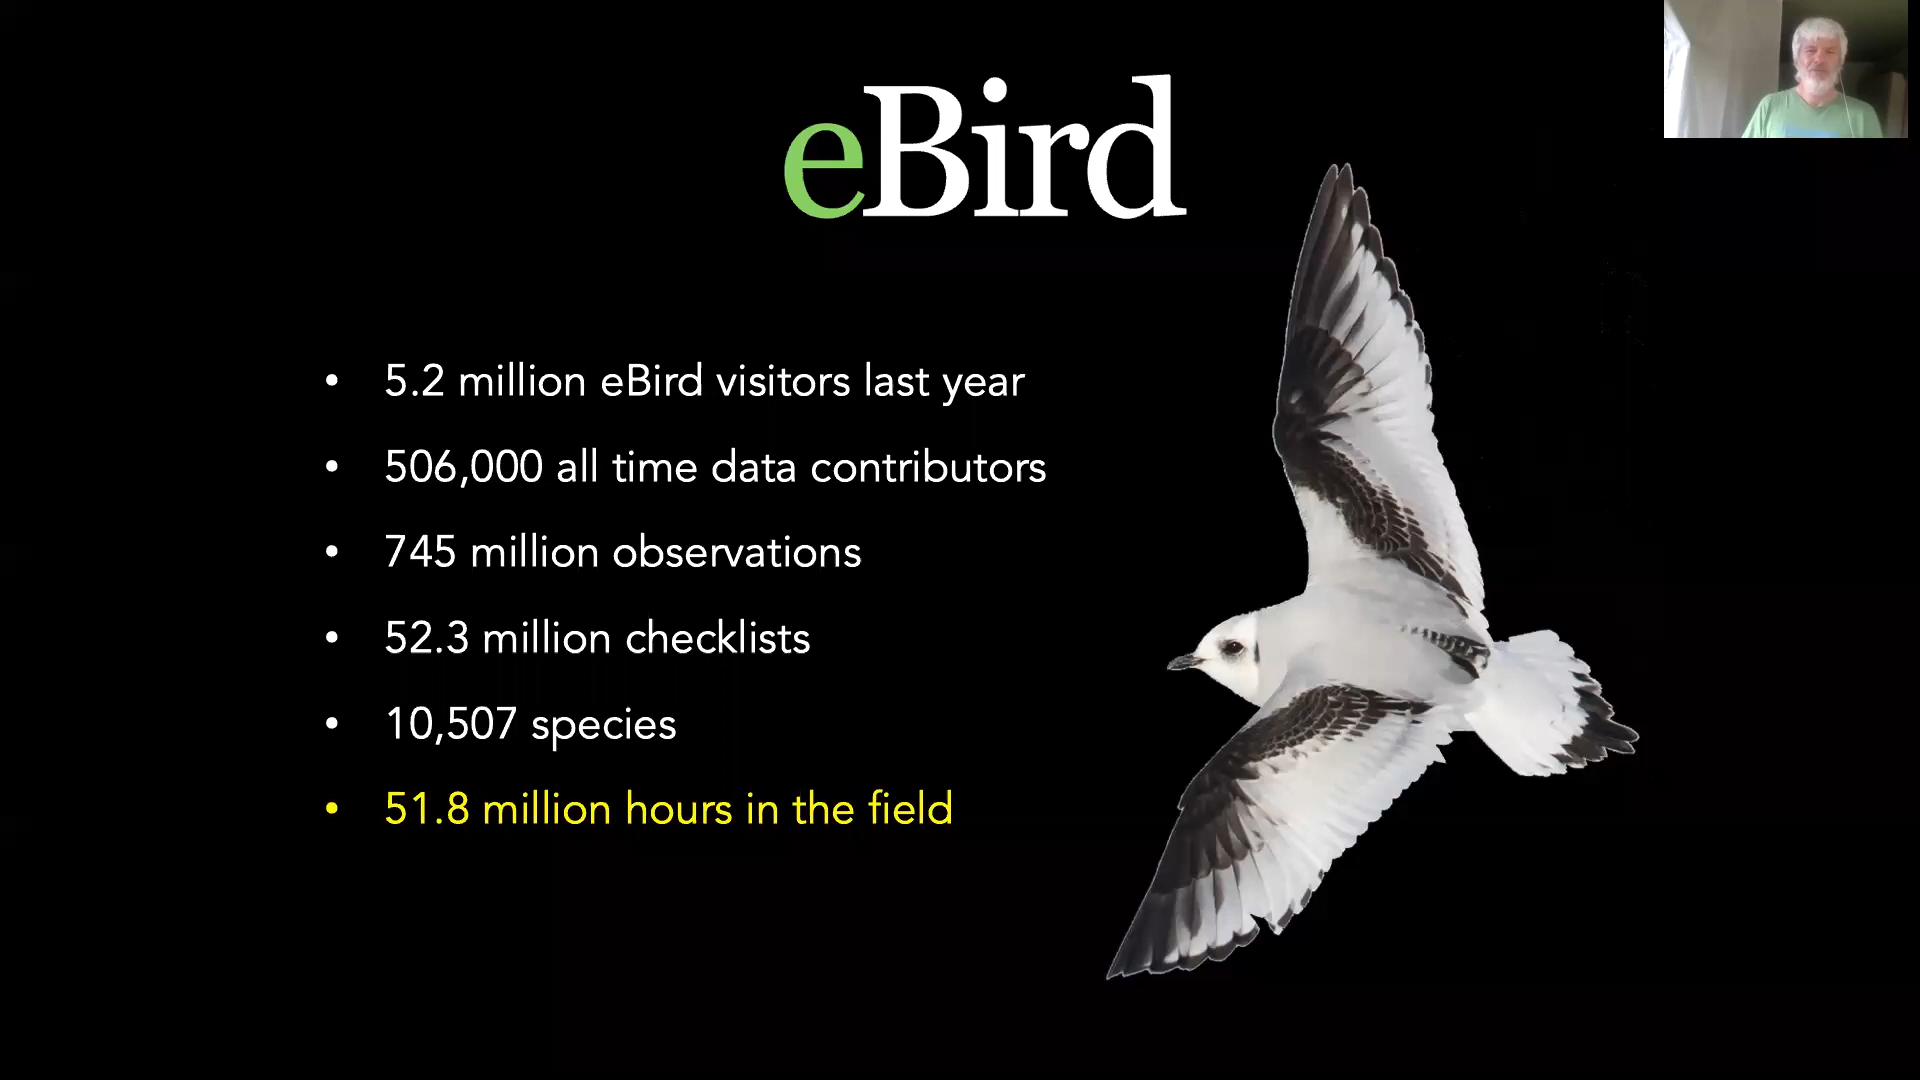 eBird
• 5.2 million eBird visitors last year
• 506,000 all time data contributors
• 745 million observations
• 52.3 million checklists
• 10,507 species
• 51.8 million hours in the field